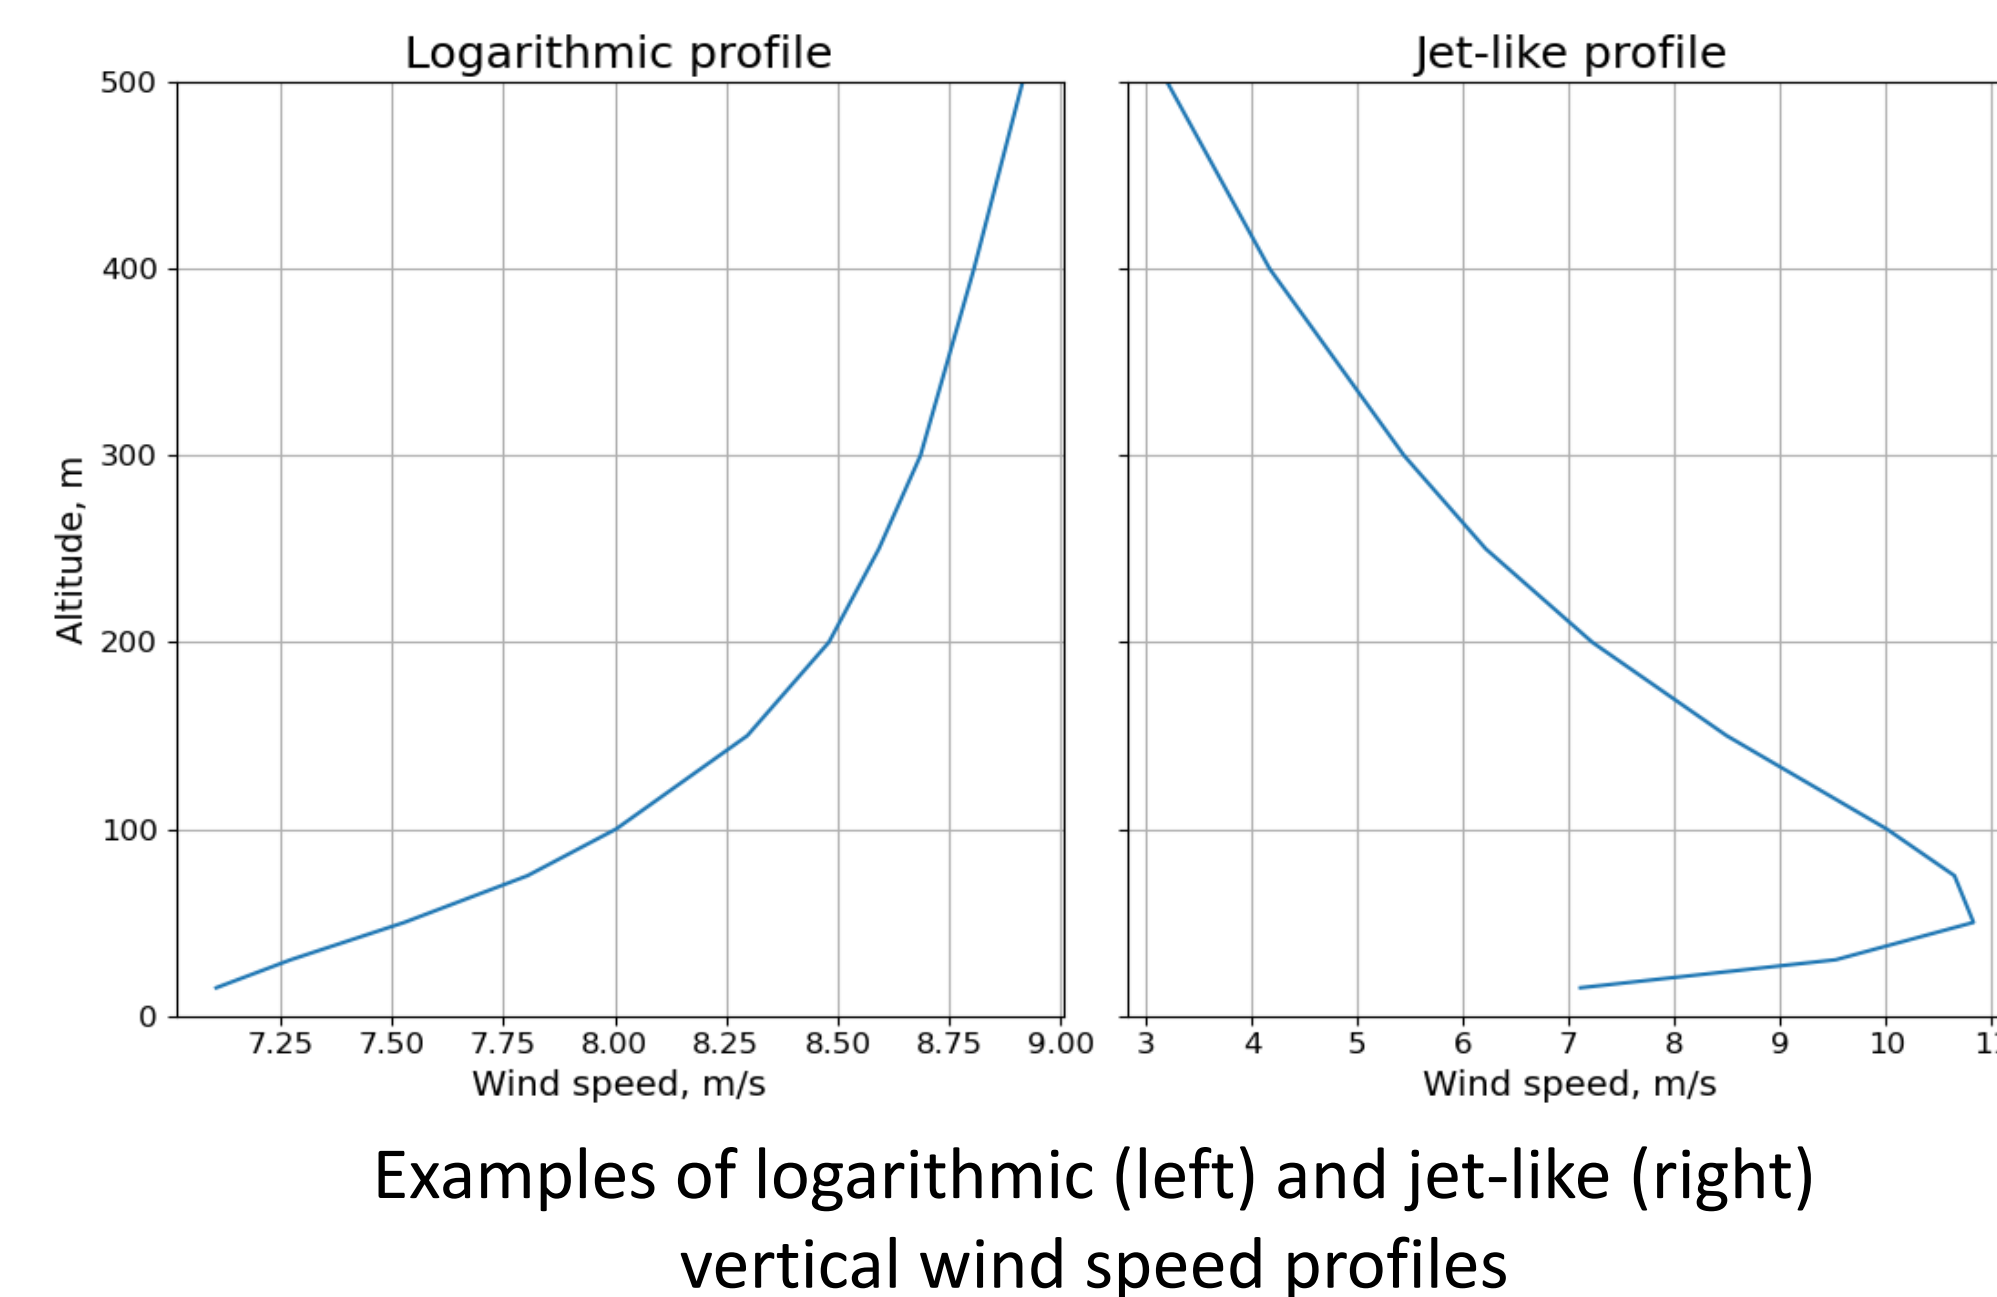 Logarithmic profile
Jet-like profile
500
400
300
200
100
0
Altitude, m
7.25 7.50 7.75 8.00 8.25 8.50 8.75 9.00
3 4 5 6 7 8 9 10
Wind speed, m/s
Wind speed, m/s
Examples of logarithmic (left) and jet-like (right)
vertical wind speed profiles